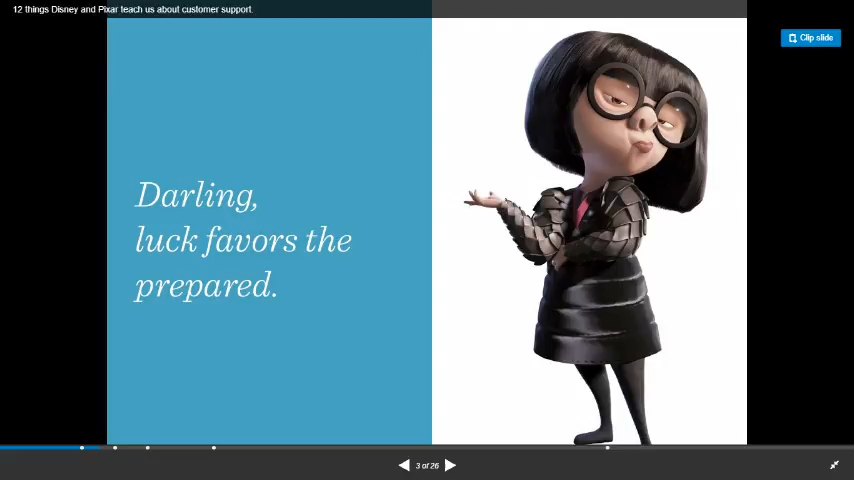 12 things Disney and Pixar teach us about customer support.
Clip slide
Darling,
luck favors the
prepared.
3 of 26